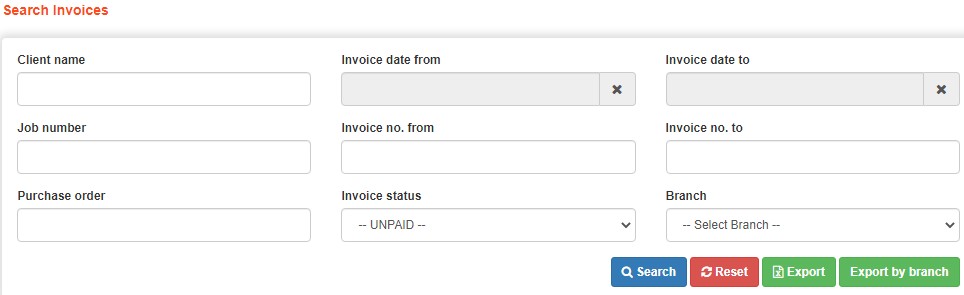 Search Invoices
Client name Invoice date from Invoice date to
Job number Invoice no. from Invoice no. to
Purchase order Invoice status Branch
-- UNPAID -- -- Select Branch --
Search Reset Export Export by branch